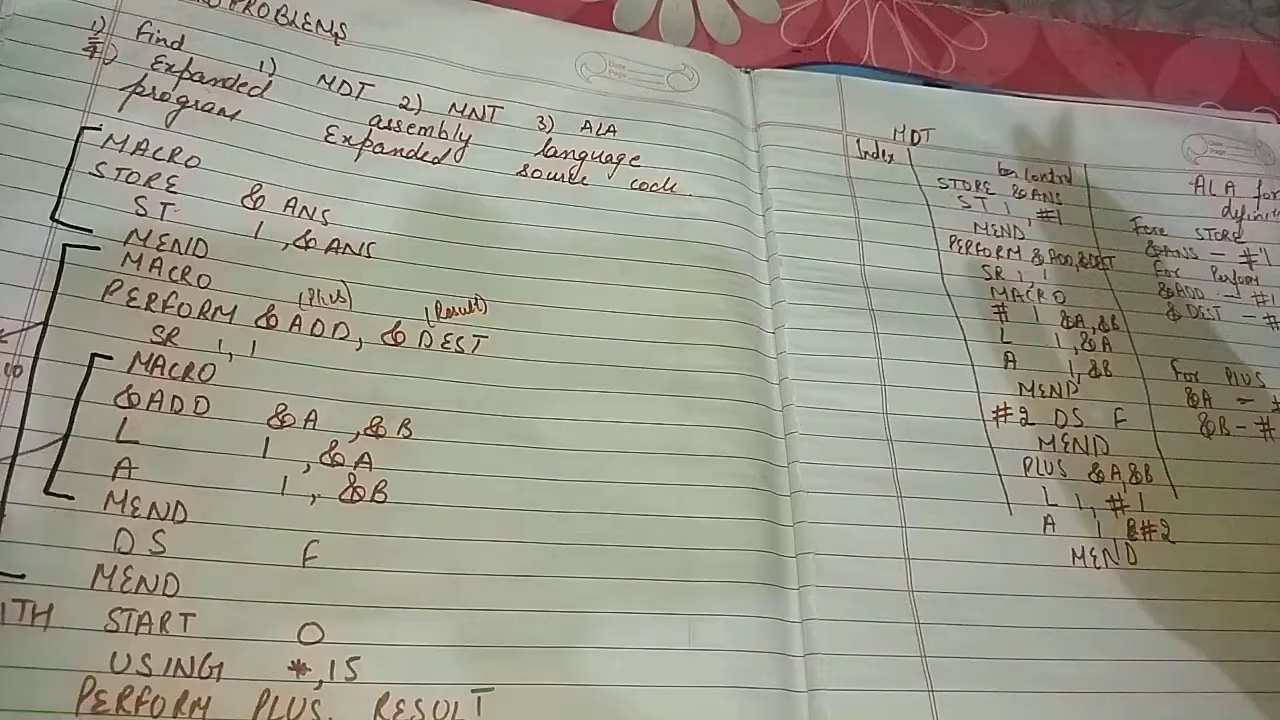 PROBLEMS
1) Find 1) MDT 2) MNT 3) ALA
4) Expanded assembly language
program Expanded source code
MACRO
STORE &ANS
ST 1, &ANS
MEND
MACRO
(Plus) (Result)
PERFORM &ADD, &DEST
SR 1,1
MACRO
&ADD &A, &B
L 1, &A
A 1, &B
MEND
DS F
MEND
START 0
USING *,15
PERFORM PLUS, RESULT
Date
Page
MDT
Index
STORE &ANS
ST 1, #1
MEND
PERFORM &ADD,&DEST
SR 1,1
MACRO
# 1 &A,&B
L 1,&A
A 1,&B
MEND
#2 DS F
MEND
PLUS &A,&B
L 1, #1
A 1 #2
MEND
ALA for
For STORE
&ANS - #1
For Perform
&ADD - #1
&DEST - #
For PLUS
&A -
&B - #